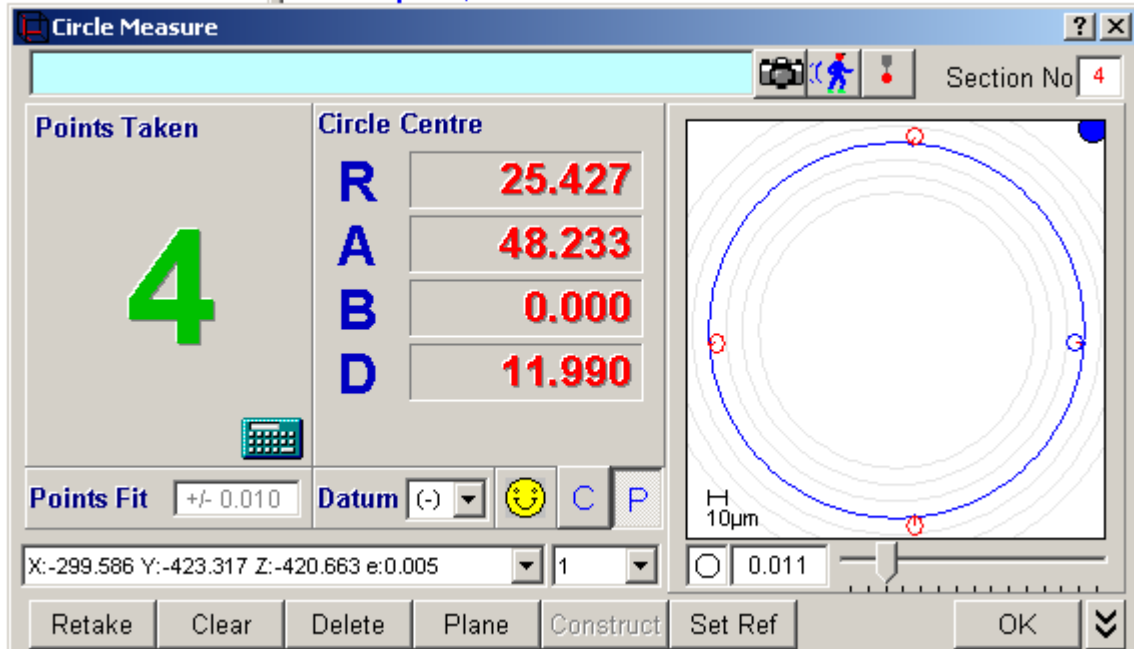 Circle Measure
? X
Section No 4
Points Taken
4
Circle Centre
R 25.427
A 48.233
B 0.000
D 11.990
10µm
Points Fit +/- 0.010
Datum (-) C P
X:-299.586 Y:-423.317 Z:-420.663 e:0.005 1
0.011
Retake Clear Delete Plane Construct Set Ref OK